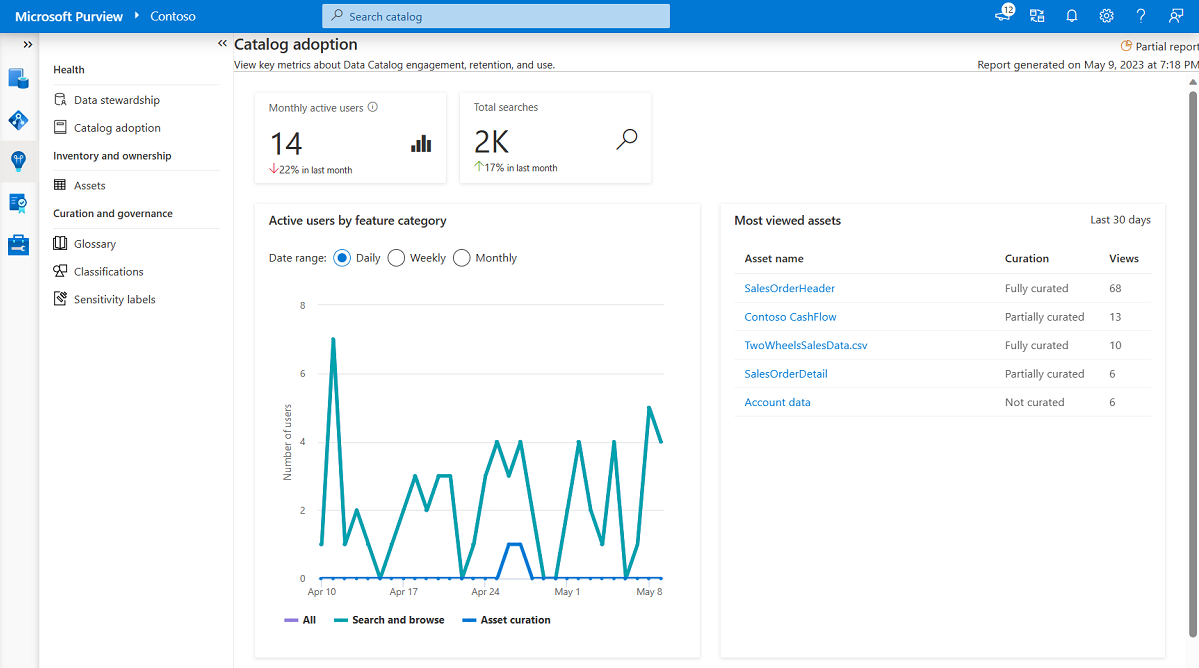 Microsoft Purview Contoso
Search catalog
12
Health
Data stewardship
Catalog adoption
Inventory and ownership
Assets
Curation and governance
Glossary
Classifications
Sensitivity labels
Catalog adoption
Partial report
View key metrics about Data Catalog engagement, retention, and use.
Report generated on May 9, 2023 at 7:18 PM
Monthly active users
14
22% in last month
Total searches
2K
17% in last month
Active users by feature category
Date range: Daily Weekly Monthly
Number of users
8
6
4
2
0
Apr 10 Apr 17 Apr 24 May 1 May 8
All Search and browse Asset curation
Most viewed assets Last 30 days
Asset name Curation Views
SalesOrderHeader Fully curated 68
Contoso CashFlow Partially curated 13
TwoWheelsSalesData.csv Fully curated 10
SalesOrderDetail Partially curated 6
Account data Not curated 6